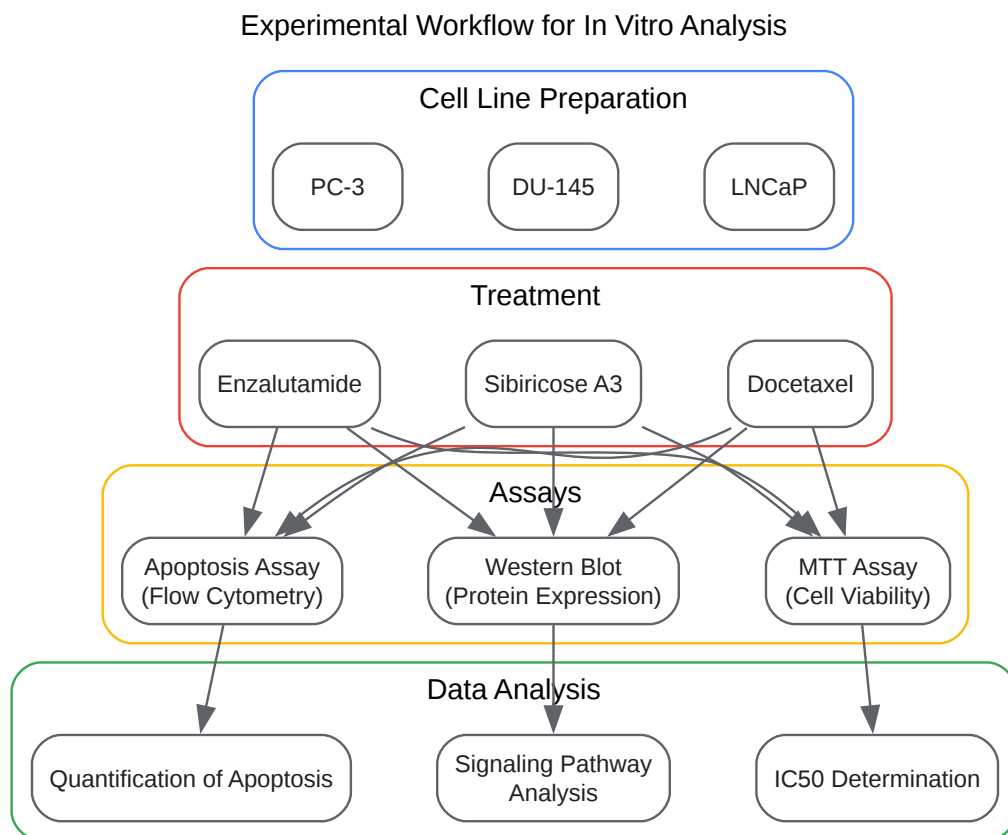 Experimental Workflow for In Vitro Analysis
Cell Line Preparation
PC-3
DU-145
LNCaP
Treatment
Enzalutamide
Sibiricose A3
Docetaxel
Assays
Apoptosis Assay
(Flow Cytometry)
Western Blot
(Protein Expression)
MTT Assay
(Cell Viability)
Data Analysis
Quantification of Apoptosis
Signaling Pathway
Analysis
IC50 Determination